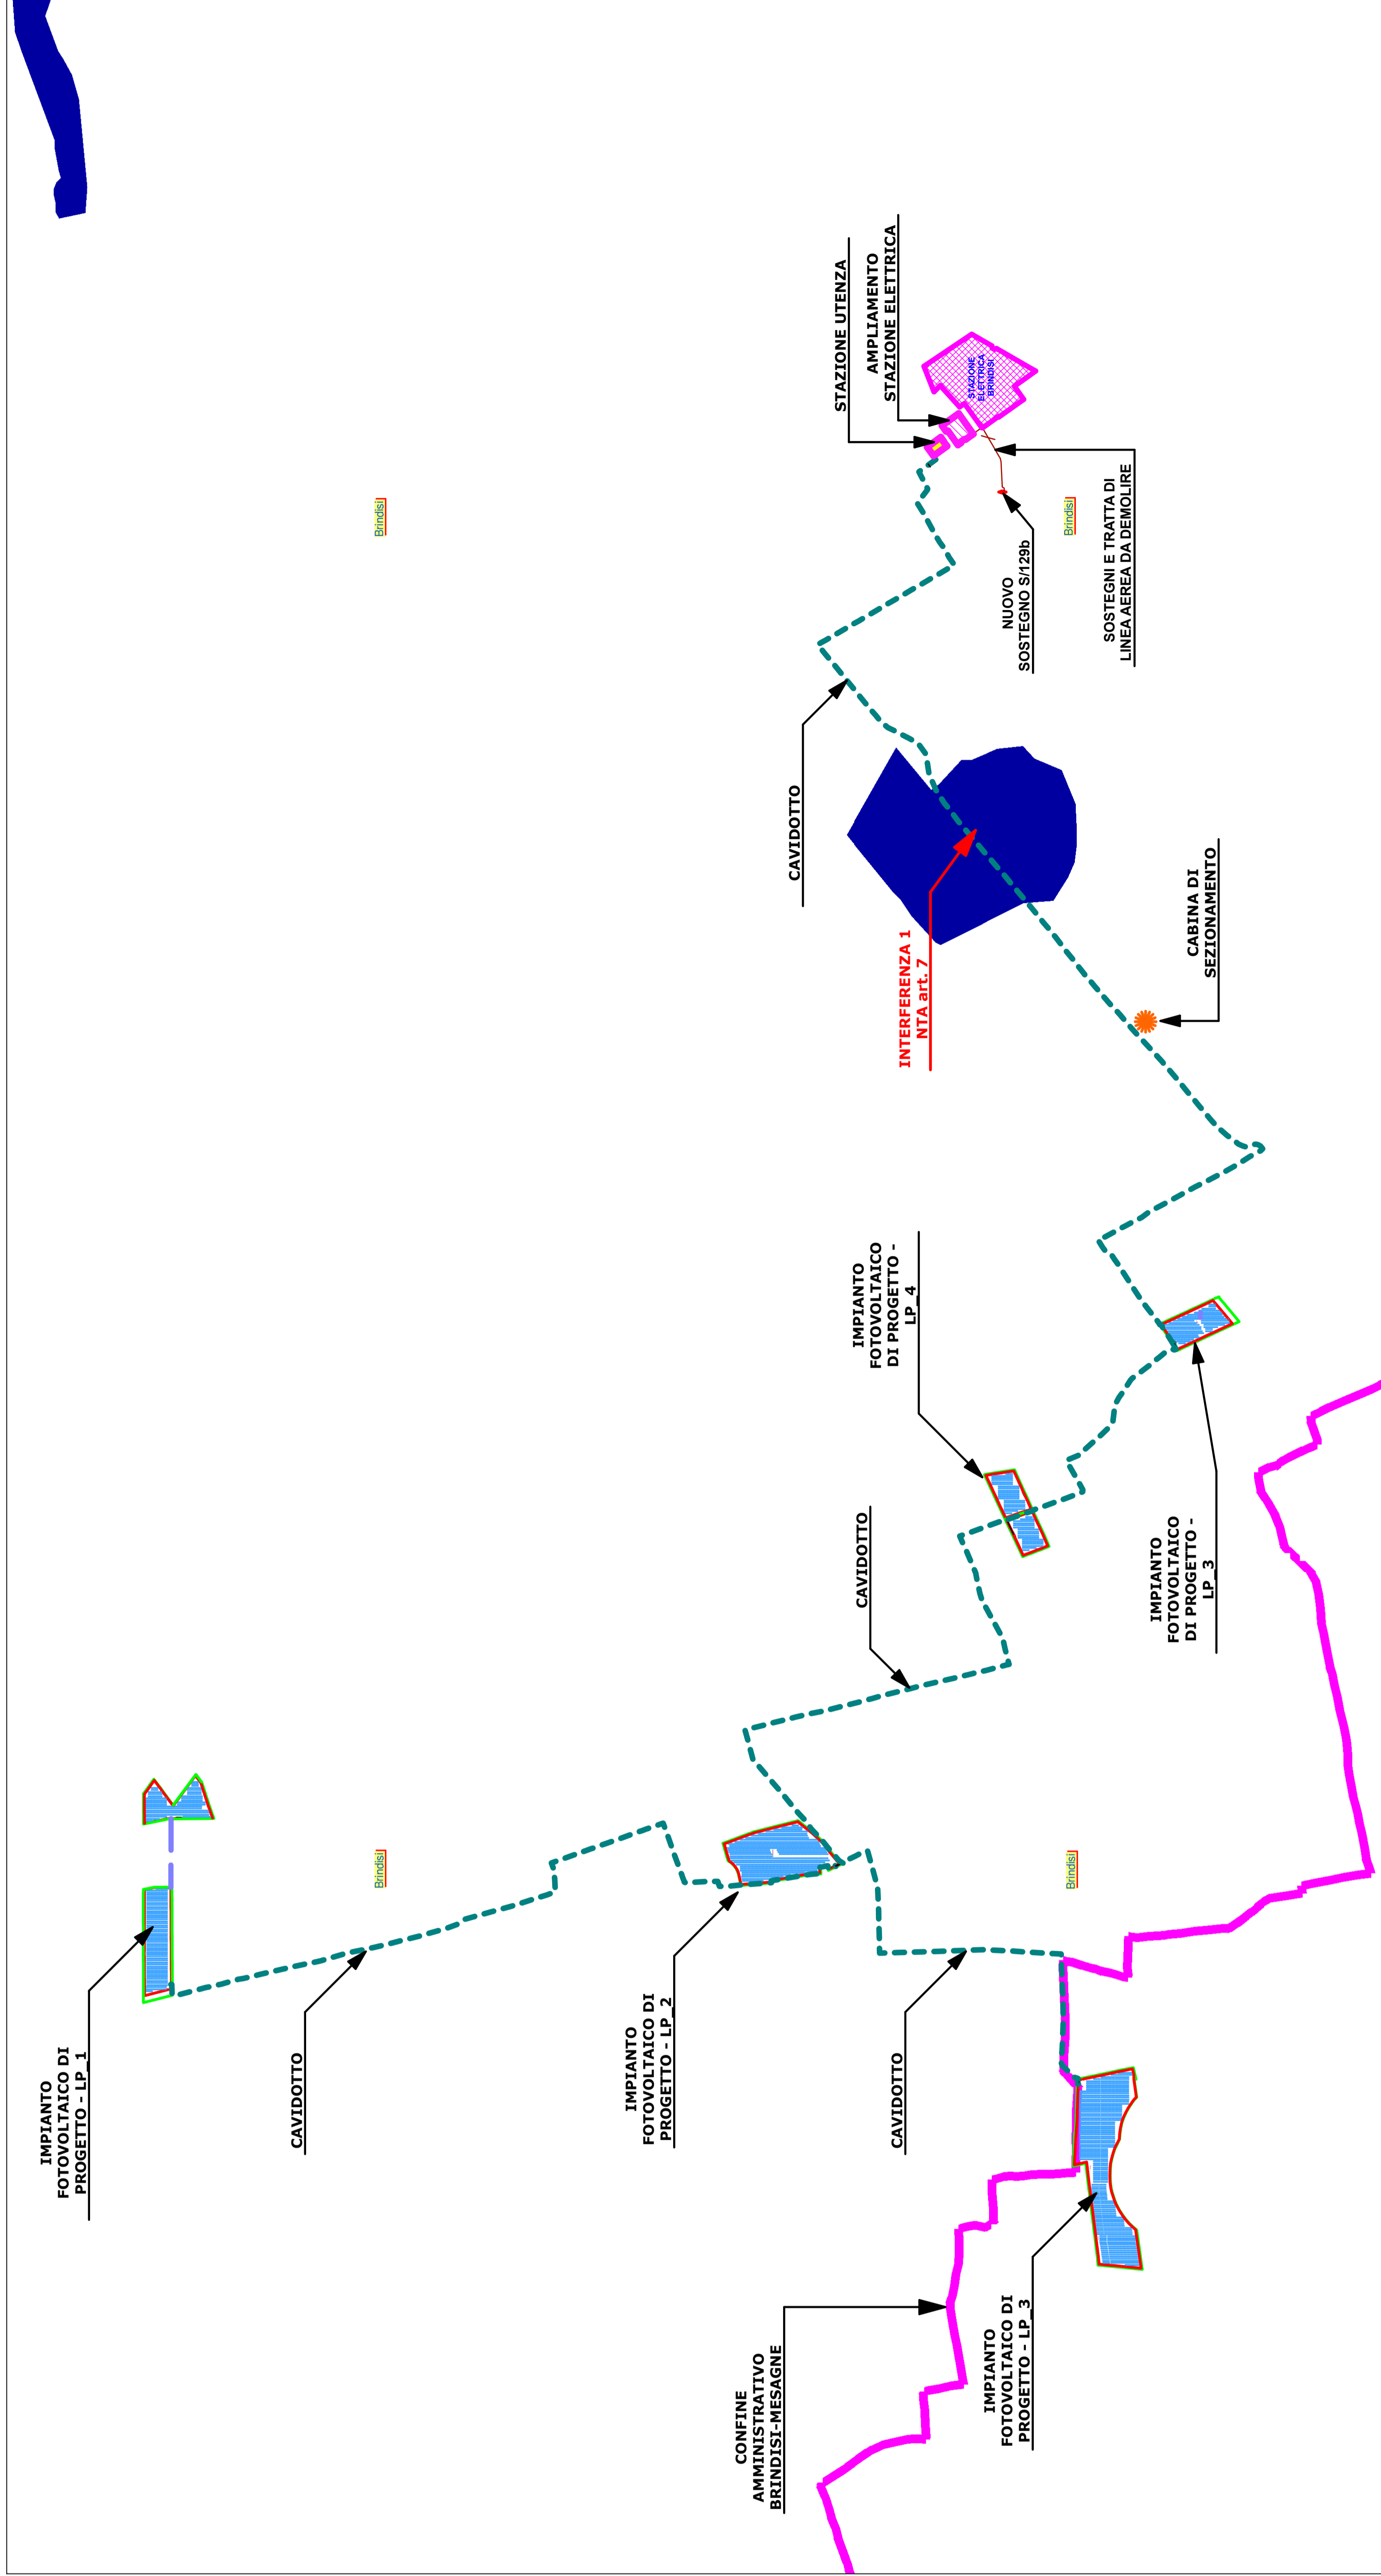 IMPIANTO
FOTOVOLTAICO DI
PROGETTO - LP_1
CAVIDOTTO
Brindisi
Brindisi
IMPIANTO
FOTOVOLTAICO DI
PROGETTO - LP_2
CONFINE
AMMINISTRATIVO
BRINDISI-MESAGNE
CAVIDOTTO
IMPIANTO
FOTOVOLTAICO DI
PROGETTO - LP_3
CAVIDOTTO
Brindisi
IMPIANTO
FOTOVOLTAICO
DI PROGETTO -
LP_4
IMPIANTO
FOTOVOLTAICO
DI PROGETTO -
LP_3
CAVIDOTTO
INTERFERENZA 1
NTA art. 7
CABINA DI
SEZIONAMENTO
STAZIONE UTENZA
AMPLIAMENTO
STAZIONE ELETTRICA
STAZIONE
ELETTRICA
BRINDISI
NUOVO
SOSTEGNO S/129b
Brindisi
SOSTEGNI E TRATTA DI
LINEA AEREA DA DEMOLIRE